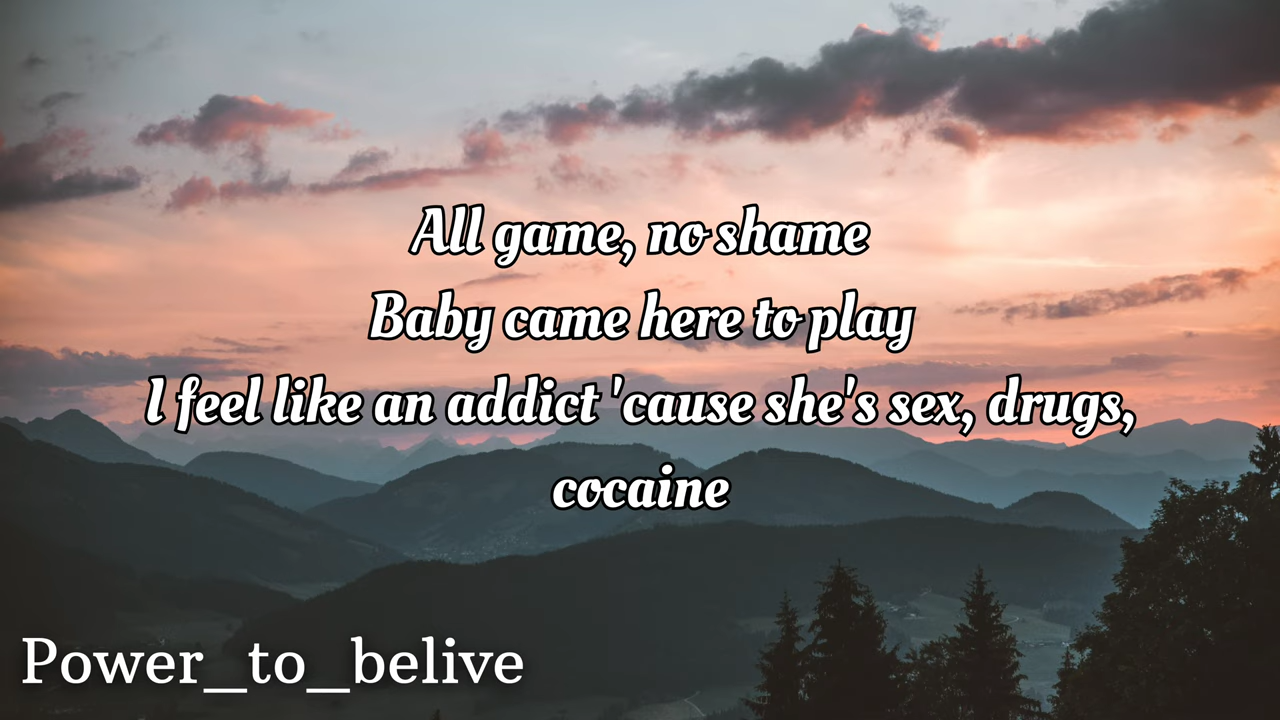 All game, no shame
Baby came here to play
I feel like an addict 'cause she's sex, drugs,
cocaine
Power_to_belive